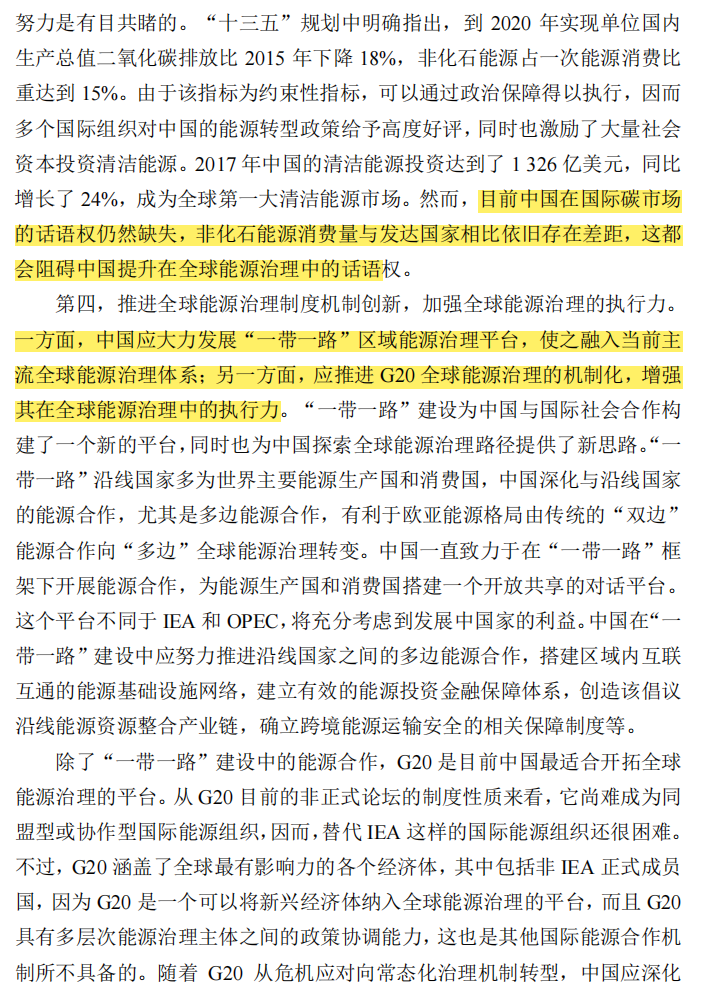 努力是有目共睹的。“十三五”规划中明确指出，到 2020 年实现单位国内
生产总值二氧化碳排放比 2015 年下降 18%，非化石能源占一次能源消费比
重达到 15%。由于该指标为约束性指标，可以通过政治保障得以执行，因而
多个国际组织对中国的能源转型政策给予高度好评，同时也激励了大量社会
资本投资清洁能源。2017 年中国的清洁能源投资达到了 1 326 亿美元，同比
增长了 24%，成为全球第一大清洁能源市场。然而，目前中国在国际碳市场
的话语权仍然缺失，非化石能源消费量与发达国家相比依旧存在差距，这都
会阻碍中国提升在全球能源治理中的话语权。
第四，推进全球能源治理制度机制创新，加强全球能源治理的执行力。
一方面，中国应大力发展“一带一路”区域能源治理平台，使之融入当前主
流全球能源治理体系；另一方面，应推进 G20 全球能源治理的机制化，增强
其在全球能源治理中的执行力。“一带一路”建设为中国与国际社会合作构
建了一个新的平台，同时也为中国探索全球能源治理路径提供了新思路。“一
带一路”沿线国家多为世界主要能源生产国和消费国，中国深化与沿线国家
的能源合作，尤其是多边能源合作，有利于欧亚能源格局由传统的“双边”
能源合作向“多边”全球能源治理转变。中国一直致力于在“一带一路”框
架下开展能源合作，为能源生产国和消费国搭建一个开放共享的对话平台。
这个平台不同于 IEA 和 OPEC，将充分考虑到发展中国家的利益。中国在“一
带一路”建设中应努力推进沿线国家之间的多边能源合作，搭建区域内互联
互通的能源基础设施网络，建立有效的能源投资金融保障体系，创造该倡议
沿线能源资源整合产业链，确立跨境能源运输安全的相关保障制度等。
除了“一带一路”建设中的能源合作，G20 是目前中国最适合开拓全球
能源治理的平台。从 G20 目前的非正式论坛的制度性质来看，它尚难成为同
盟型或协作型国际能源组织，因而，替代 IEA 这样的国际能源组织还很困难。
不过，G20 涵盖了全球最有影响力的各个经济体，其中包括非 IEA 正式成员
国，因为 G20 是一个可以将新兴经济体纳入全球能源治理的平台，而且 G20
具有多层次能源治理主体之间的政策协调能力，这也是其他国际能源合作机
制所不具备的。随着 G20 从危机应对向常态化治理机制转型，中国应深化